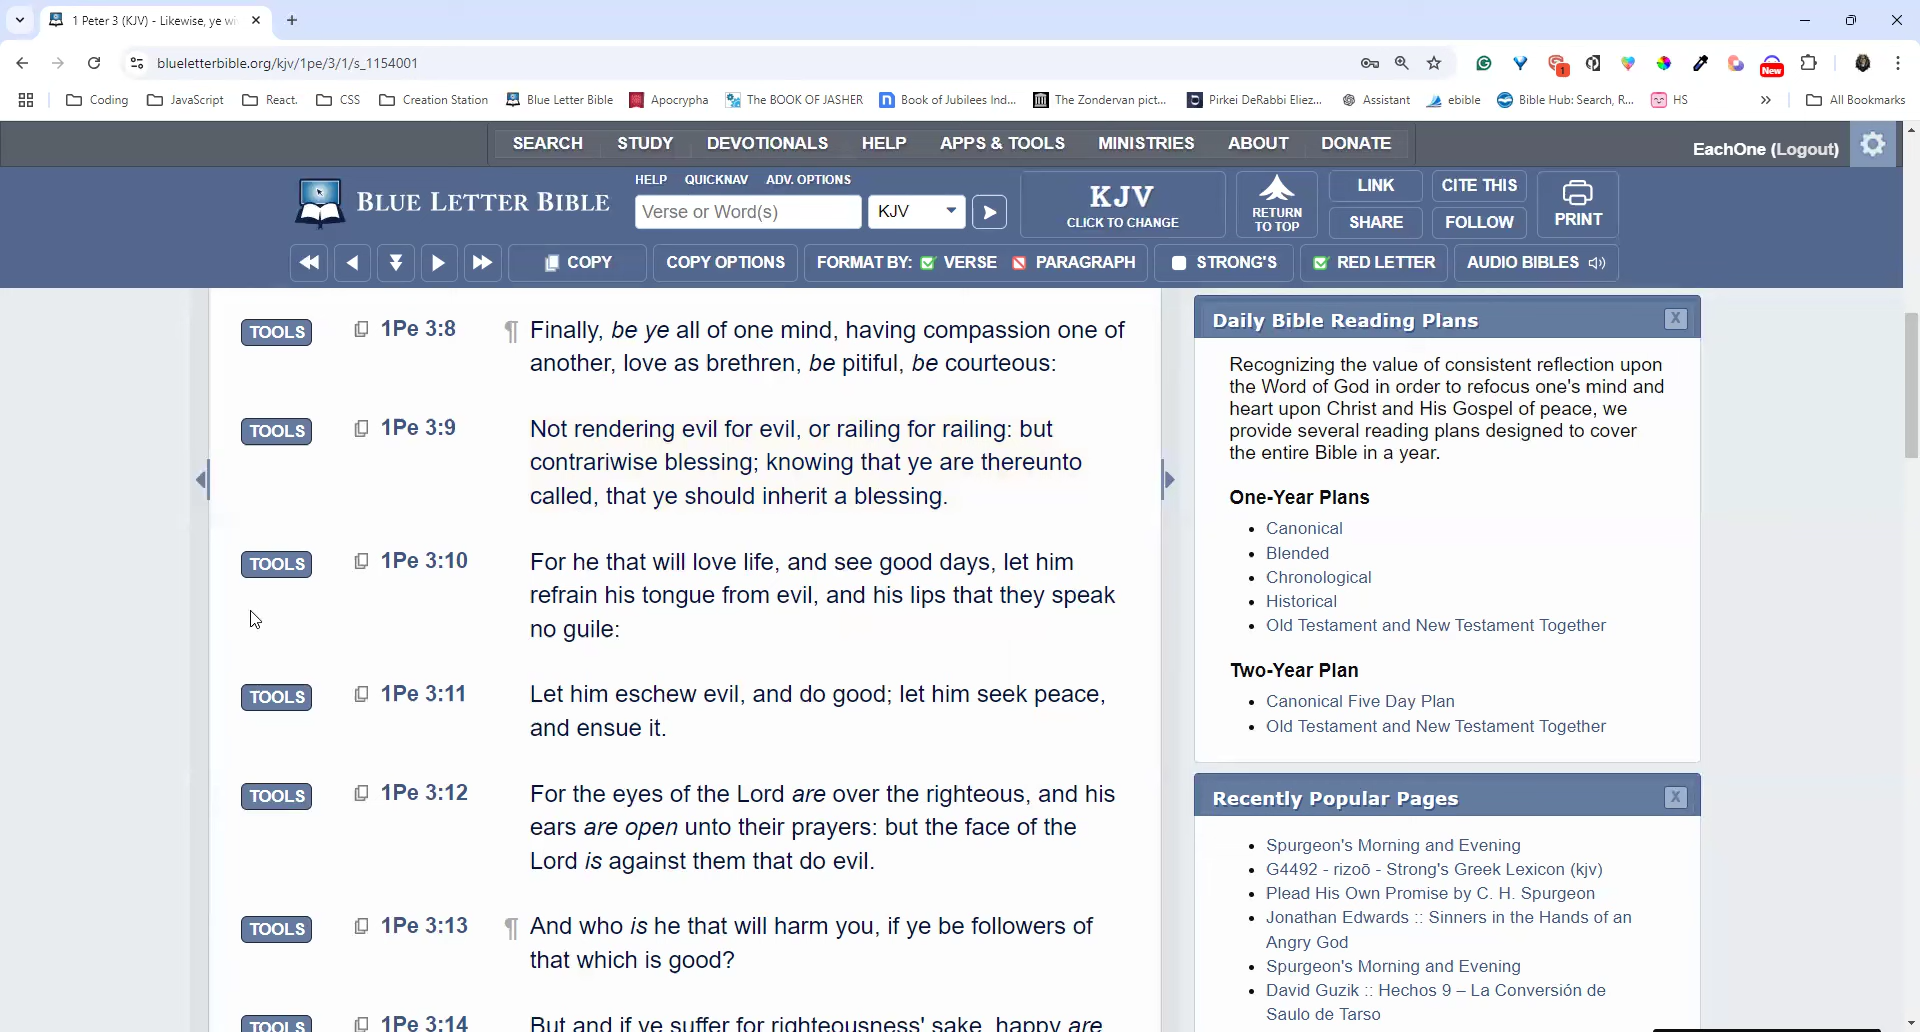 1 Peter 3 (KJV) - Likewise, ye wi
blueletterbible.org/kjv/1pe/3/1/s_1154001
1
New
Coding
JavaScript
React.
CSS
Creation Station
Blue Letter Bible
Apocrypha
The BOOK OF JASHER
Book of Jubilees Ind...
The Zondervan pict...
Pirkei DeRabbi Eliez...
Assistant
ebible
Bible Hub: Search, R...
HS
All Bookmarks
SEARCH
STUDY
DEVOTIONALS
HELP
APPS & TOOLS
MINISTRIES
ABOUT
DONATE
EachOne (Logout)
BLUE LETTER BIBLE
HELP
QUICKNAV
ADV. OPTIONS
Verse or Word(s)
KJV
KJV
CLICK TO CHANGE
RETURN
TO TOP
LINK
CITE THIS
SHARE
FOLLOW
PRINT
COPY
COPY OPTIONS
FORMAT BY: VERSE PARAGRAPH
STRONG'S
RED LETTER
AUDIO BIBLES
TOOLS 1Pe 3:8 ¶ Finally, be ye all of one mind, having compassion one of
another, love as brethren, be pitiful, be courteous:
TOOLS 1Pe 3:9 Not rendering evil for evil, or railing for railing: but
contrariwise blessing; knowing that ye are thereunto
called, that ye should inherit a blessing.
TOOLS 1Pe 3:10 For he that will love life, and see good days, let him
refrain his tongue from evil, and his lips that they speak
no guile:
TOOLS 1Pe 3:11 Let him eschew evil, and do good; let him seek peace,
and ensue it.
TOOLS 1Pe 3:12 For the eyes of the Lord are over the righteous, and his
ears are open unto their prayers: but the face of the
Lord is against them that do evil.
TOOLS 1Pe 3:13 ¶ And who is he that will harm you, if ye be followers of
that which is good?
TOOLS 1Pe 3:14 But and if ye suffer for righteousness' sake, happy are
Daily Bible Reading Plans X
Recognizing the value of consistent reflection upon
the Word of God in order to refocus one's mind and
heart upon Christ and His Gospel of peace, we
provide several reading plans designed to cover
the entire Bible in a year.
One-Year Plans
• Canonical
• Blended
• Chronological
• Historical
• Old Testament and New Testament Together
Two-Year Plan
• Canonical Five Day Plan
• Old Testament and New Testament Together
Recently Popular Pages X
• Spurgeon's Morning and Evening
• G4492 - rizoō - Strong's Greek Lexicon (kjv)
• Plead His Own Promise by C. H. Spurgeon
• Jonathan Edwards :: Sinners in the Hands of an
Angry God
• Spurgeon's Morning and Evening
• David Guzik :: Hechos 9 – La Conversión de
Saulo de Tarso